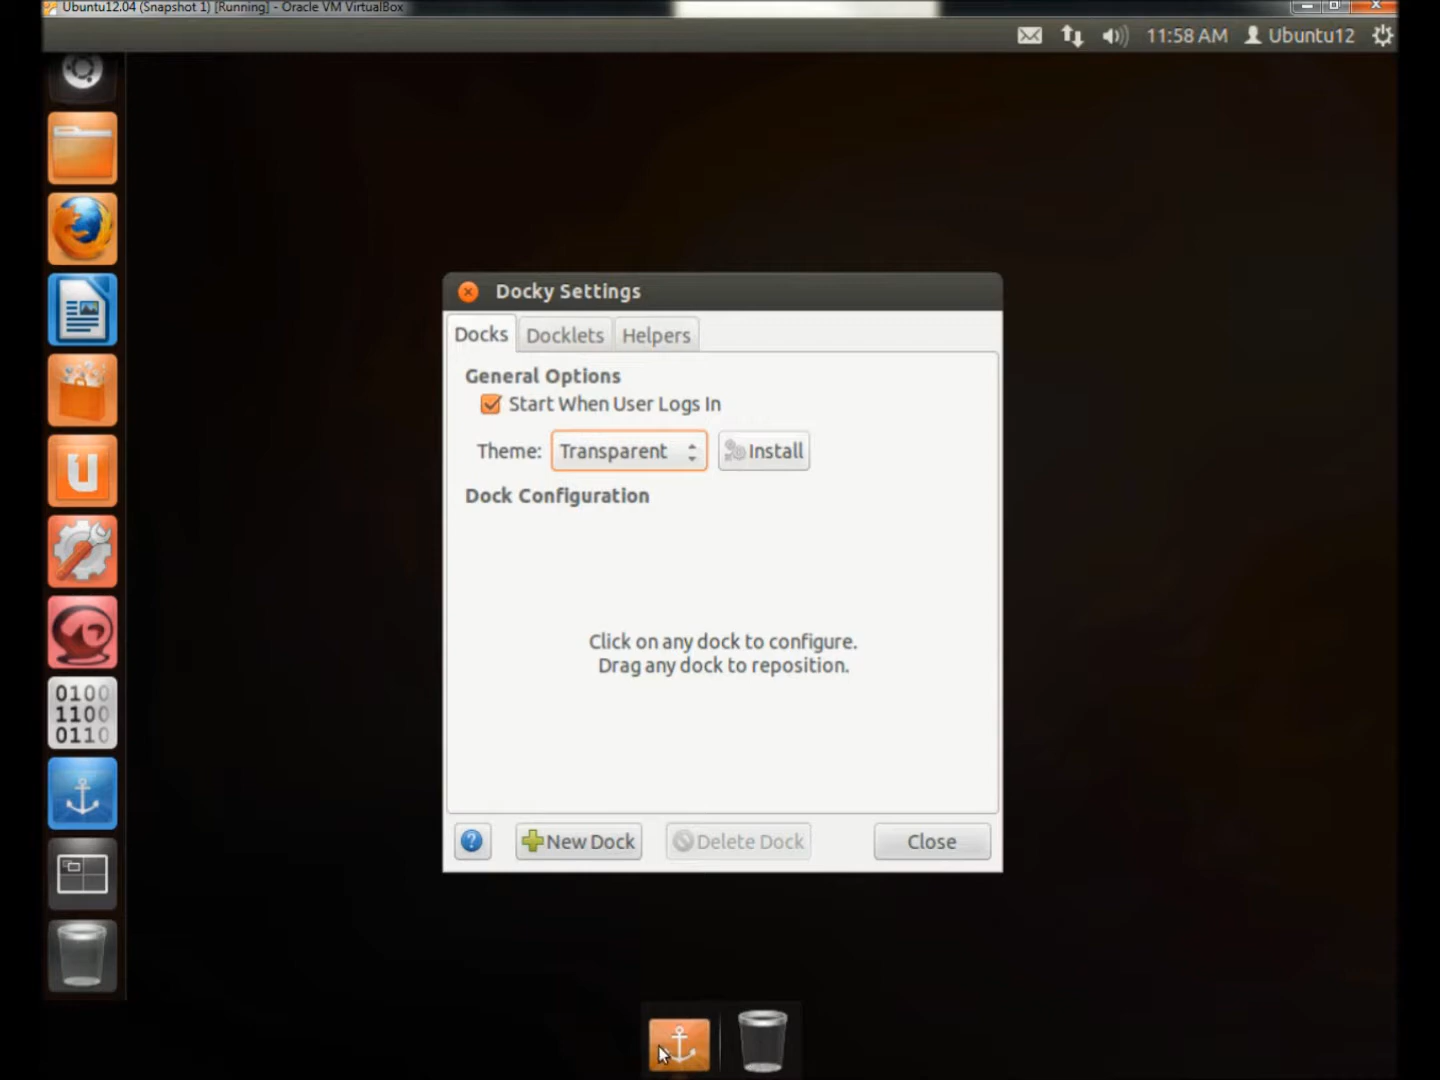 Ubuntu12.04 (Snapshot 1) [Running] - Oracle VM VirtualBox
11:58 AM Ubuntu12
Docky Settings
Docks Docklets Helpers
General Options
Start When User Logs In
Theme: Transparent Install
Dock Configuration
U
0100
1100
0110
Click on any dock to configure.
Drag any dock to reposition.
? New Dock Delete Dock Close